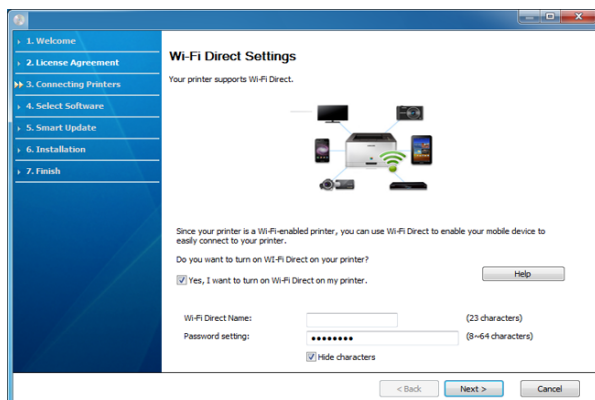 1. Welcome
2. License Agreement
3. Connecting Printers
4. Select Software
5. Smart Update
6. Installation
7. Finish
Wi-Fi Direct Settings
Your printer supports Wi-Fi Direct.
Since your printer is a Wi-Fi-enabled printer, you can use Wi-Fi Direct to enable your mobile device to
easily connect to your printer.
Do you want to turn on WI-Fi Direct on your printer?
Yes, I want to turn on Wi-Fi Direct on my printer.
Help
Wi-Fi Direct Name: (23 characters)
Password setting: ●●●●●●●● (8~64 characters)
Hide characters
< Back Next > Cancel